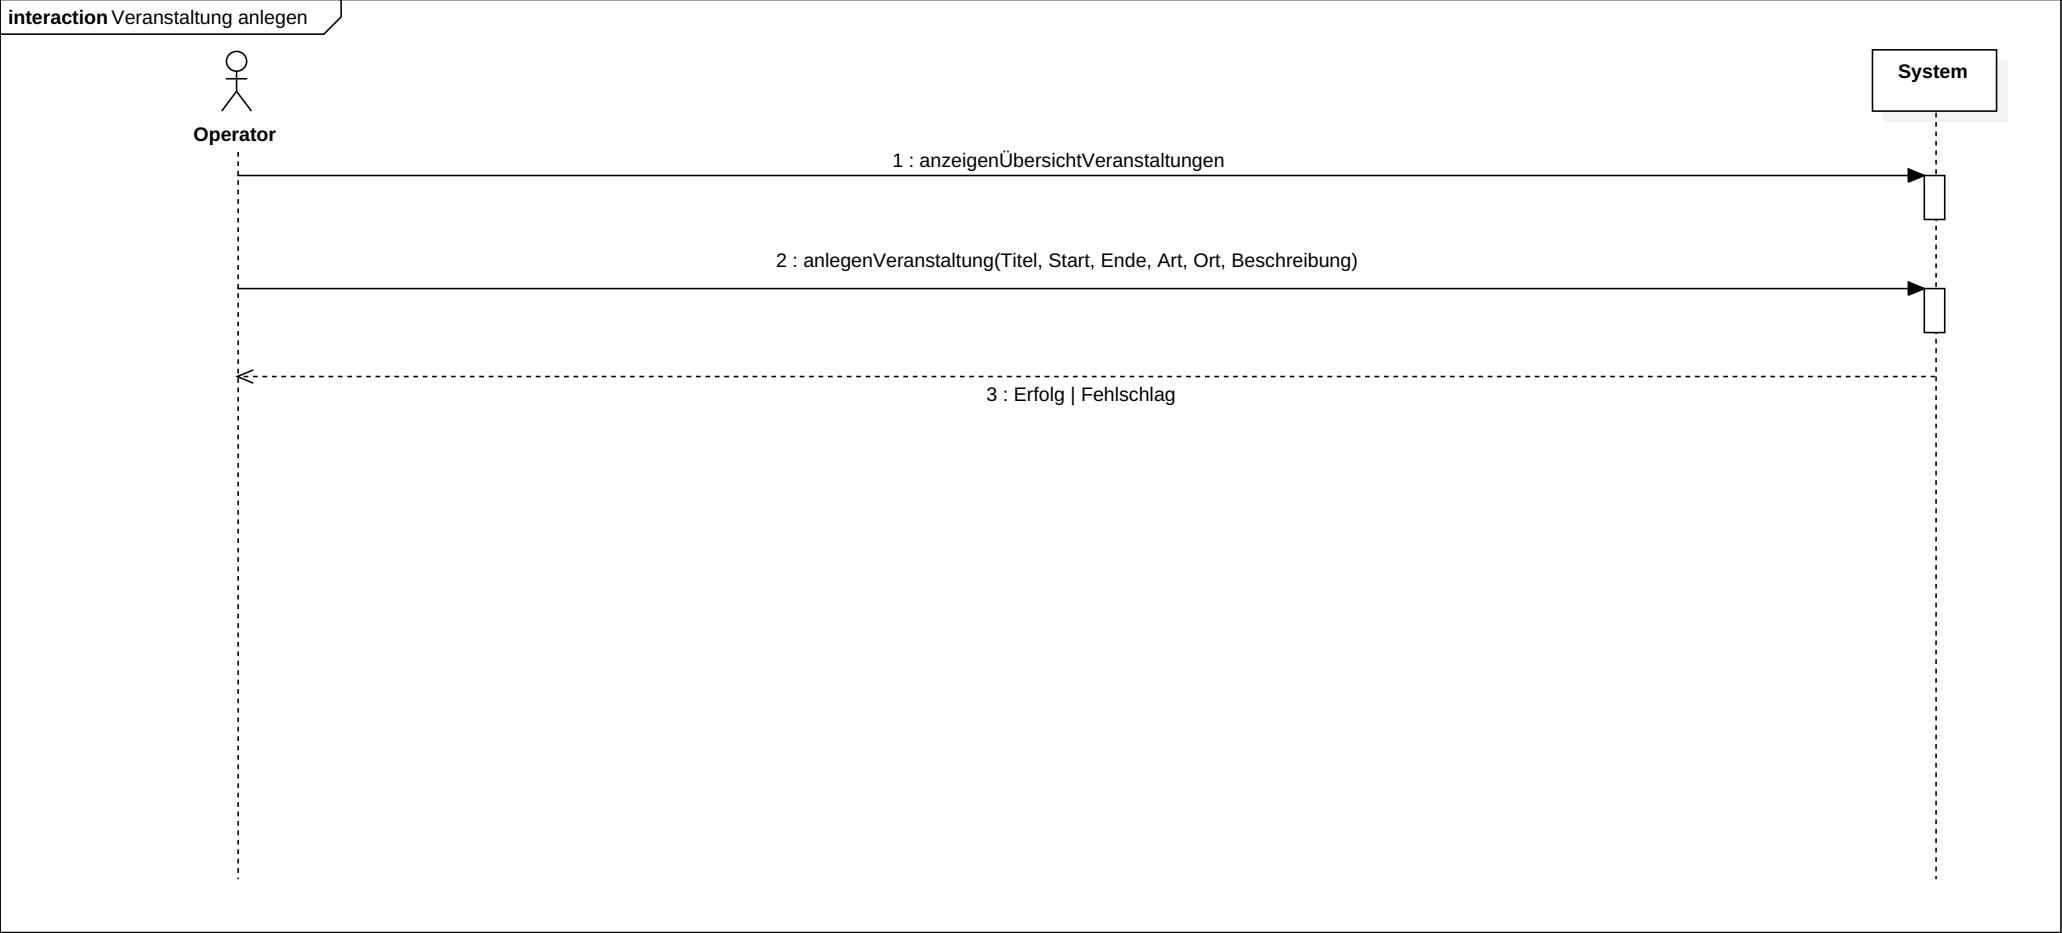 interaction Veranstaltung anlegen
System
Operator
1 : anzeigenÜbersichtVeranstaltungen
2 : anlegenVeranstaltung(Titel, Start, Ende, Art, Ort, Beschreibung)
3 : Erfolg | Fehlschlag